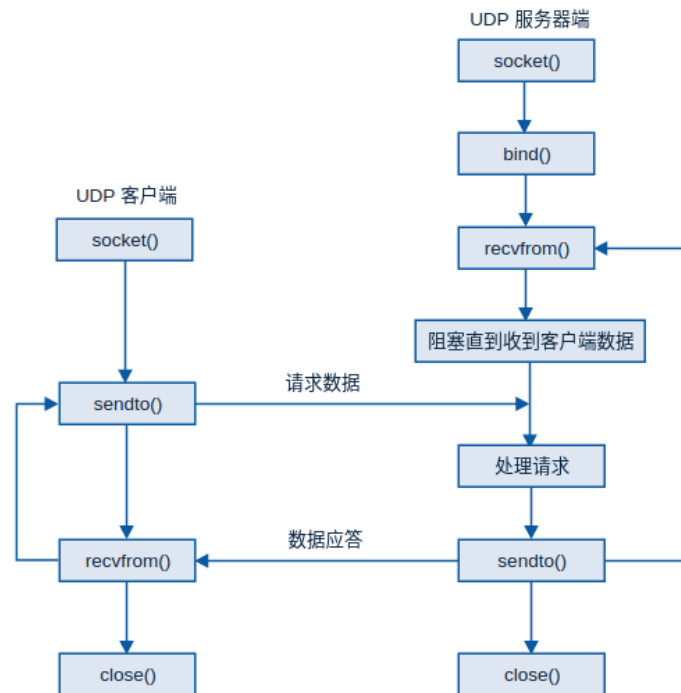 UDP 服务器端
socket()
bind()
UDP 客户端
socket()
recvfrom()
阻塞直到收到客户端数据
请求数据
sendto()
处理请求
数据应答
recvfrom()
sendto()
close()
close()